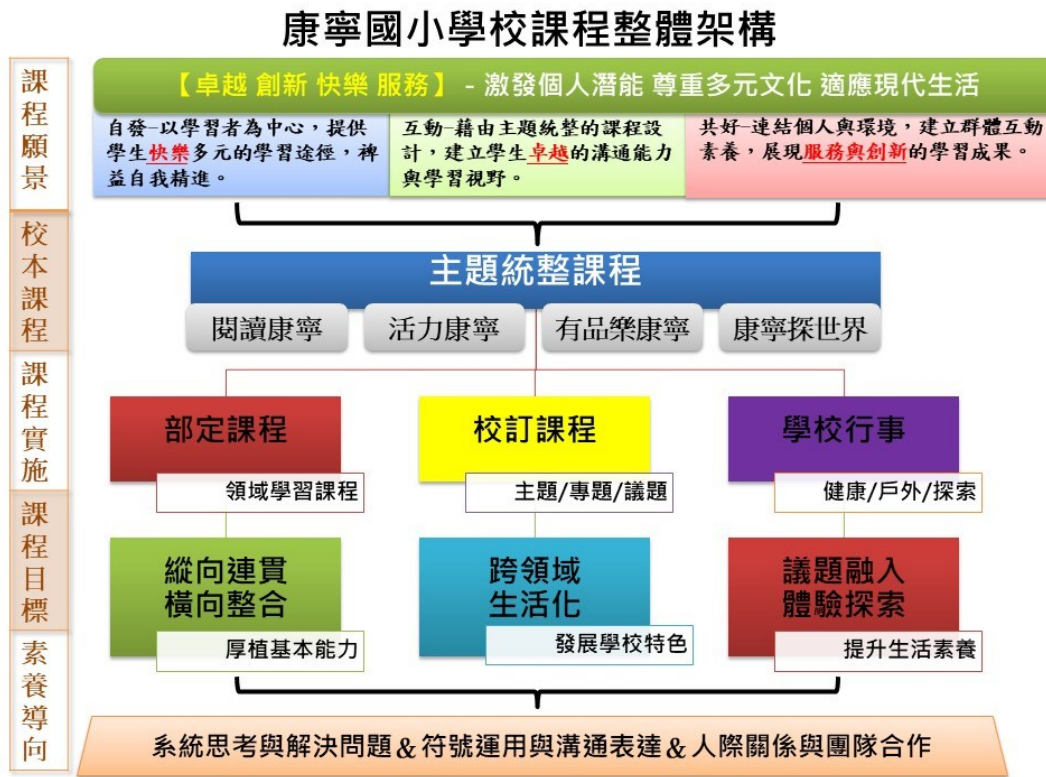 康寧國小學校課程整體架構
課程願景
【卓越 創新 快樂 服務】 - 激發個人潛能 尊重多元文化 適應現代生活
自發–以學習者為中心，提供
學生快樂多元的學習途徑，裨
益自我精進。
互動–藉由主題統整的課程設
計，建立學生卓越的溝通能力
與學習視野。
共好–連結個人與環境，建立群體互動
素養，展現服務與創新的學習成果。
校本課程
主題統整課程
閱讀康寧
活力康寧
有品樂康寧
康寧探世界
課程實施
部定課程
領域學習課程
校訂課程
主題/專題/議題
學校行事
健康/戶外/探索
課程目標
縱向連貫
橫向整合
厚植基本能力
跨領域
生活化
發展學校特色
議題融入
體驗探索
提升生活素養
素養導向
系統思考與解決問題＆符號運用與溝通表達＆人際關係與團隊合作